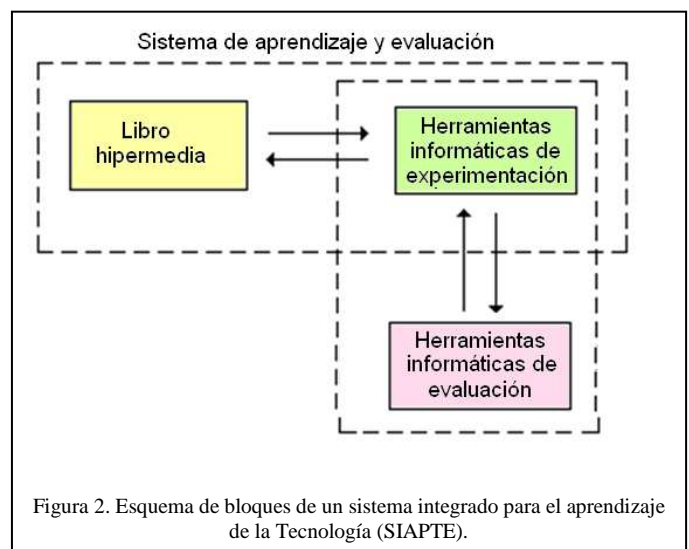 Sistema de aprendizaje y evaluación
Libro
hipermedia
Herramientas
informáticas de
experimentación
Herramientas
informáticas de
evaluación
Figura 2. Esquema de bloques de un sistema integrado para el aprendizaje
de la Tecnología (SIAPTE).